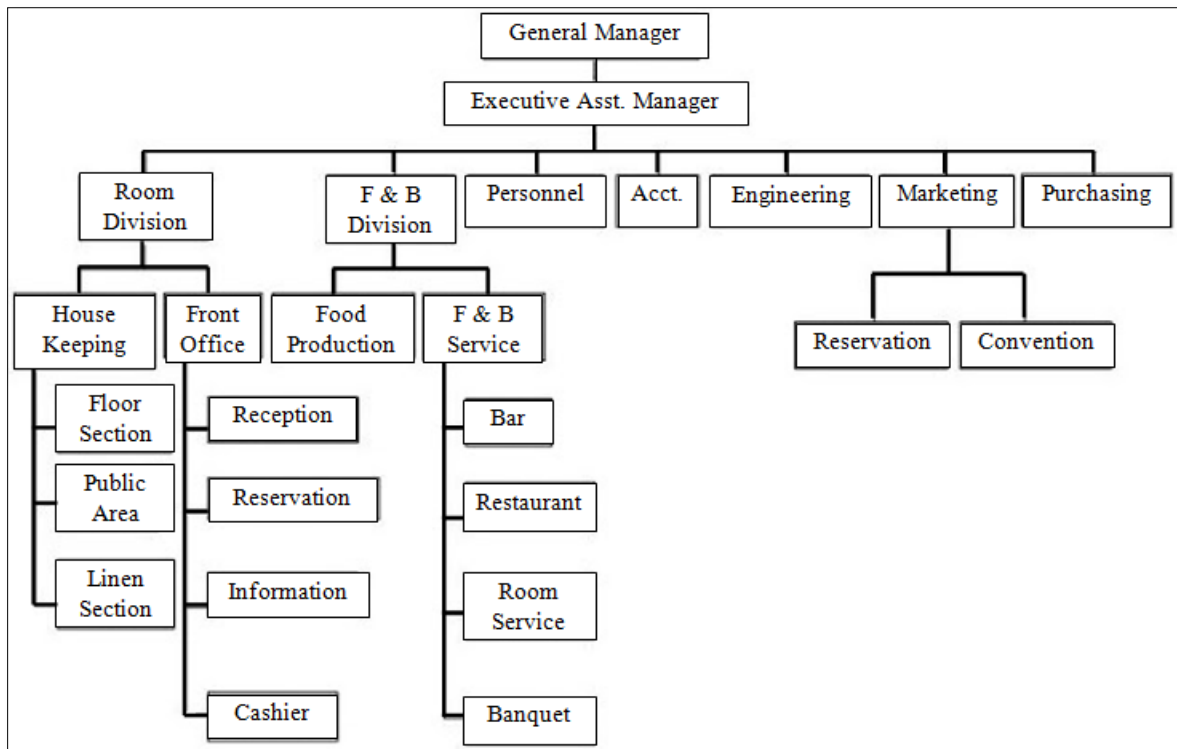 General Manager
Executive Asst. Manager
Room
Division
F & B
Division
Personnel
Acct.
Engineering
Marketing
Purchasing
House
Keeping
Front
Office
Food
Production
F & B
Service
Reservation
Convention
Floor
Section
Reception
Bar
Public
Area
Reservation
Restaurant
Linen
Section
Information
Room
Service
Cashier
Banquet